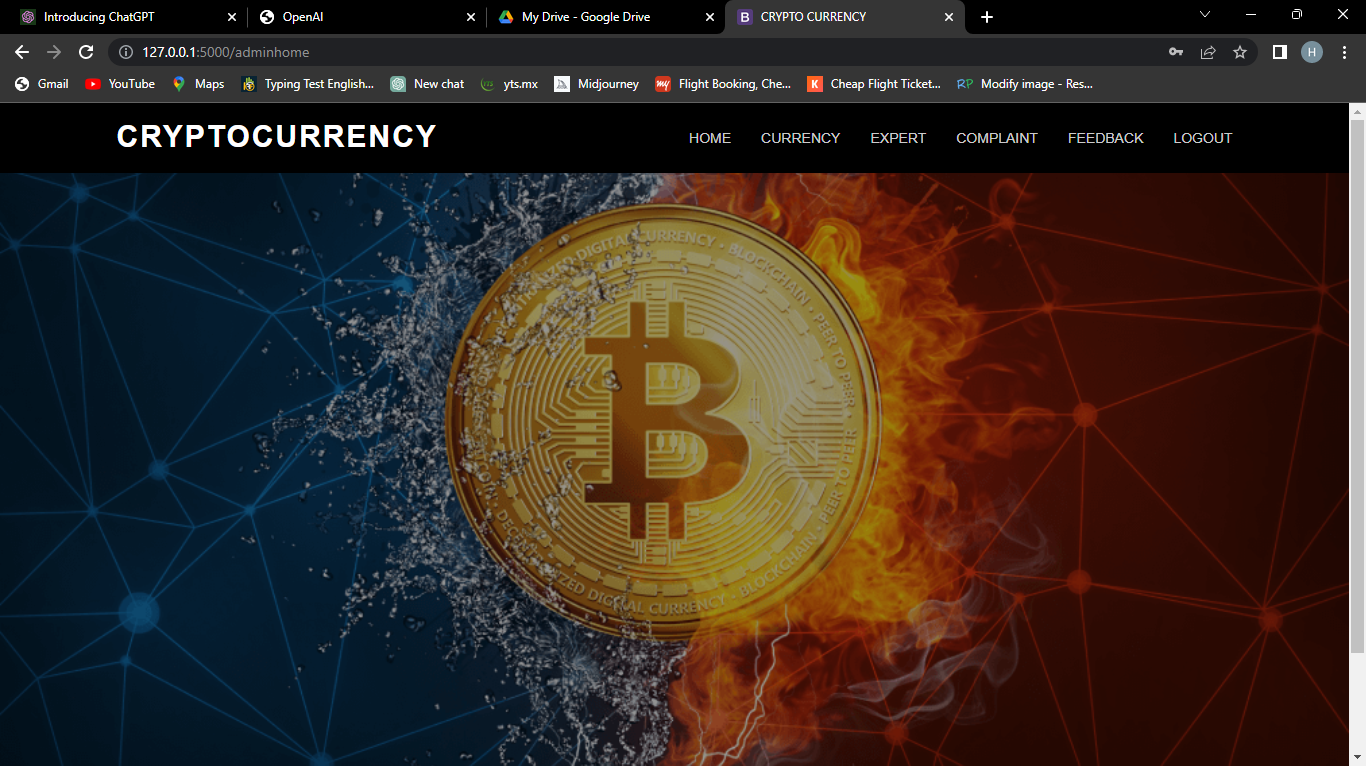 Introducing ChatGPT
OpenAI
My Drive - Google Drive
CRYPTO CURRENCY
127.0.0.1:5000/adminhome
H
Gmail
YouTube
Maps
Typing Test English...
New chat
yts.mx
Midjourney
Flight Booking, Che...
Cheap Flight Ticket...
Modify image - Res...
CRYPTOCURRENCY
HOME
CURRENCY
EXPERT
COMPLAINT
FEEDBACK
LOGOUT
DIGITAL CURRENCY • BLOCKCHAIN • PEER TO PEER •
DIGITAL CURRENCY • BLOCKCHAIN • PEER TO PEER